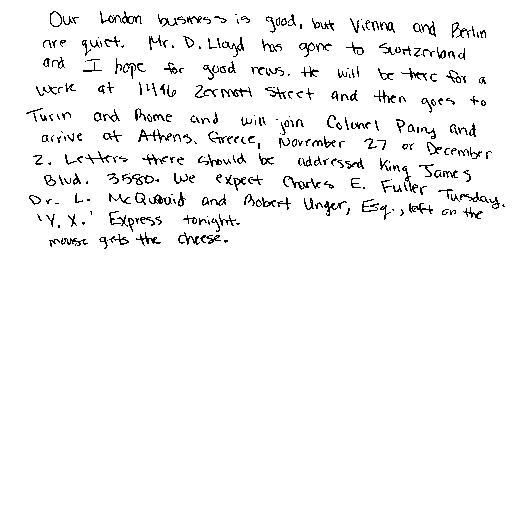 Our London business is good, but Vienna and Berlin
are quiet. Mr. D. Lloyd has gone to Switzerland
and I hope for good news. He will be there for a
week at 1446 Zermott Street and then goes to
Turin and Rome and will join Colonel Parry and
arrive at Athens, Greece, November 27 or December
2. Letters there should be addressed King James
Blvd. 3580. We expect Charles E. Fuller Tuesday.
Dr. L. McQuaid and Robert Unger, Esq., left on the
'Y. X.' Express tonight.
mouse gets the cheese.